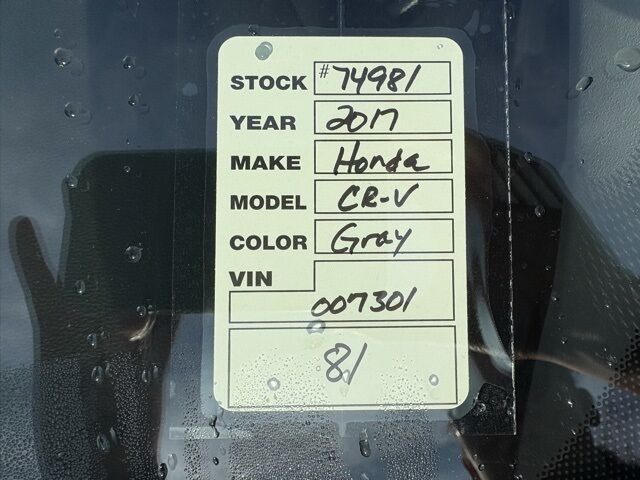 STOCK #74981
YEAR 2017
MAKE Honda
MODEL CR-V
COLOR Gray
VIN
007301
81